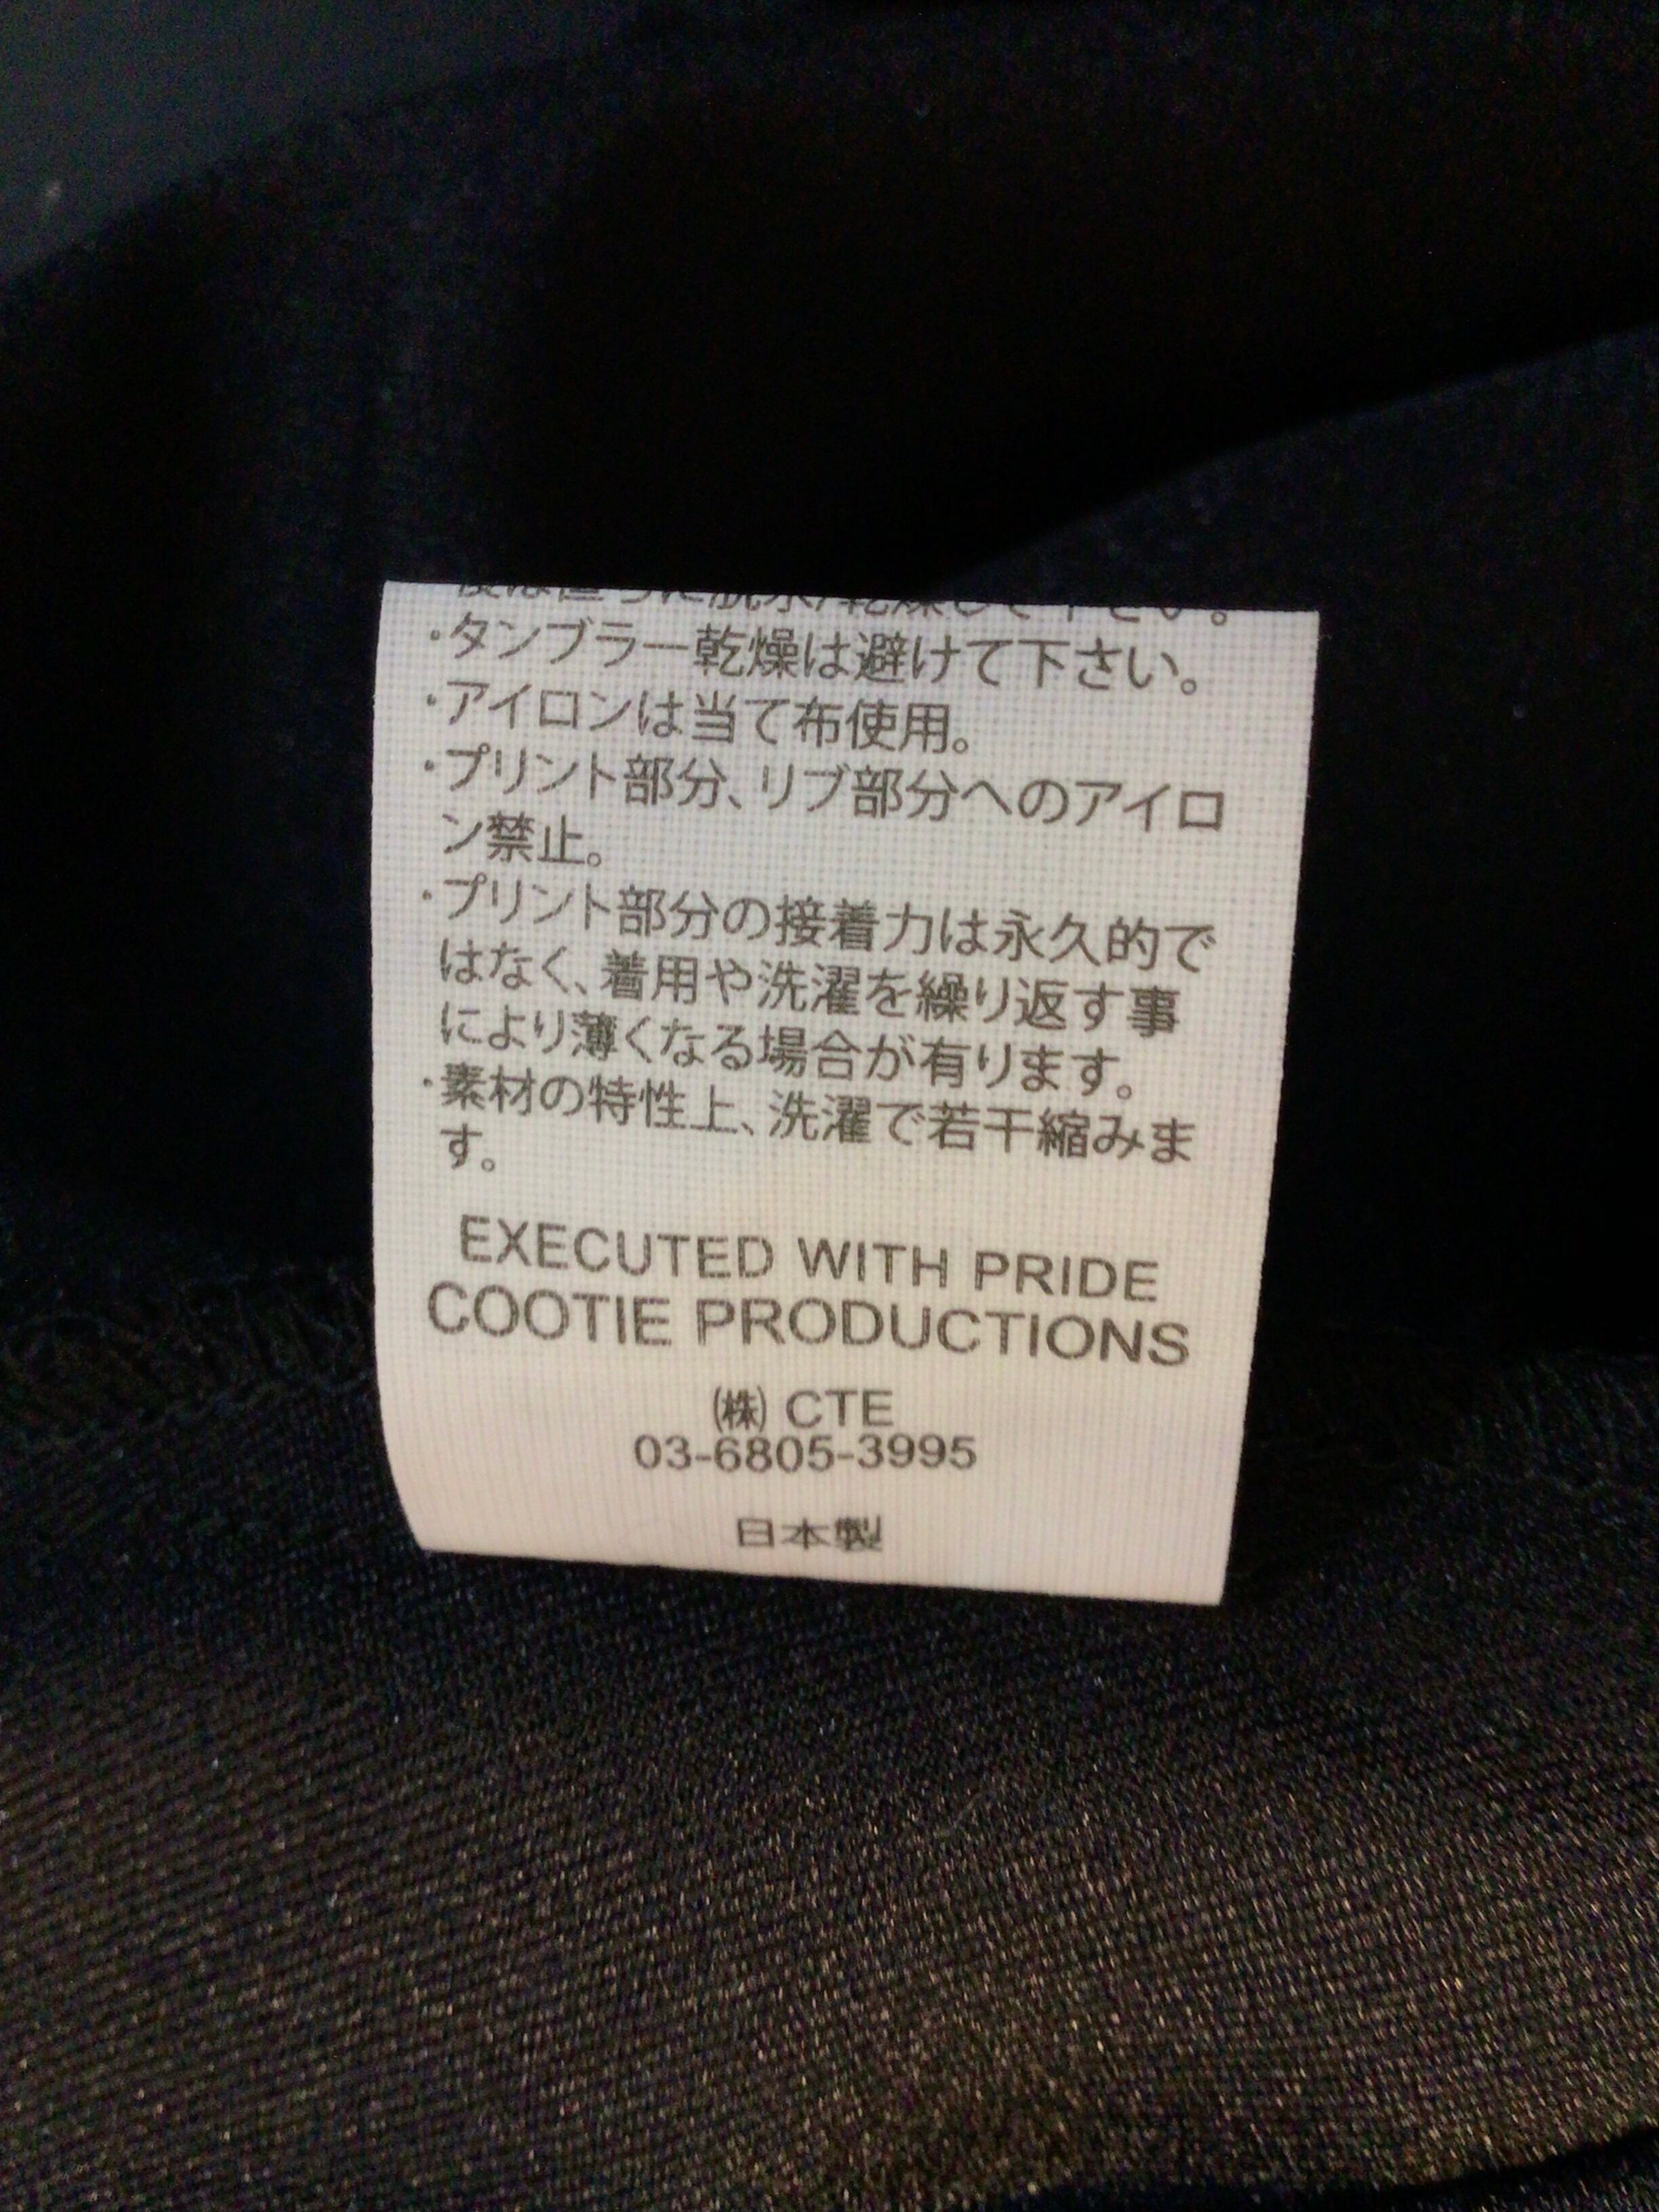 ・タンブラー乾燥は避けて下さい。
・アイロンは当て布使用。
・プリント部分、リブ部分へのアイロ
ン禁止。
・プリント部分の接着力は永久的で
はなく、着用や洗濯を繰り返す事
により薄くなる場合が有ります。
・素材の特性上、洗濯で若干縮みま
す。
EXECUTED WITH PRIDE
COOTIE PRODUCTIONS
㈱ CTE
03-6805-3995
日本製